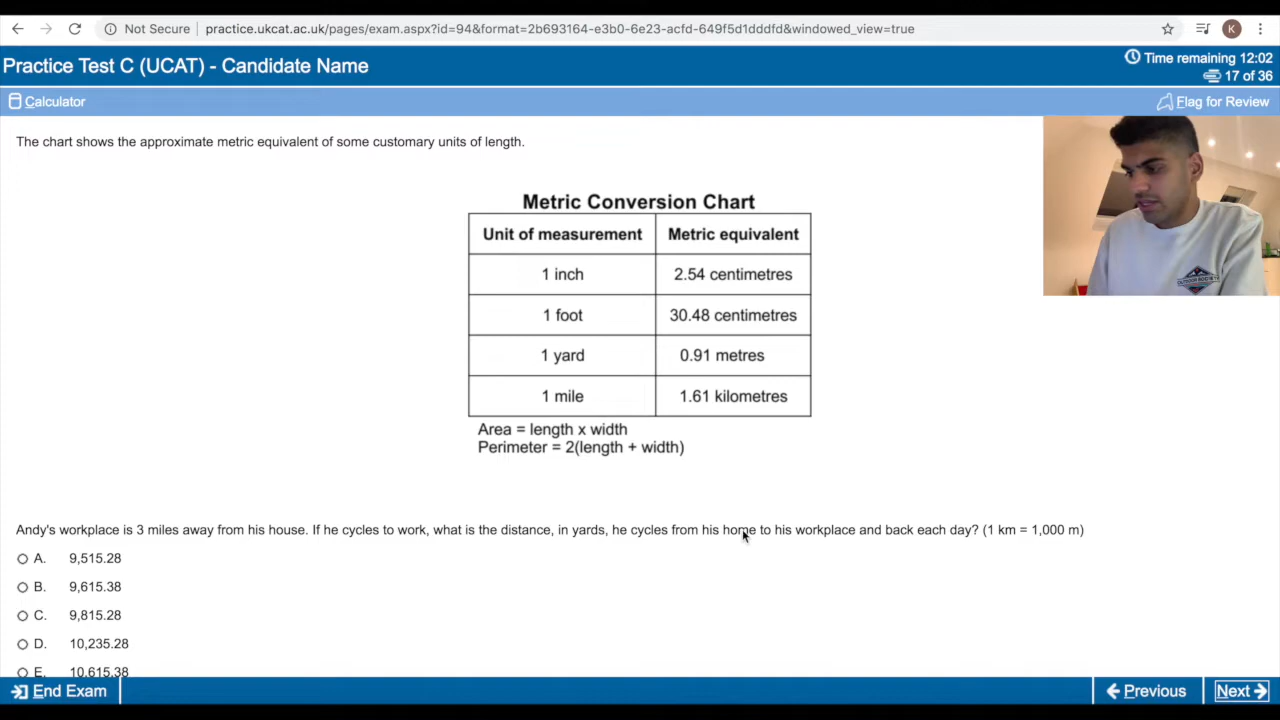 Not Secure practice.ukcat.ac.uk/pages/exam.aspx?id=94&format=2b693164-e3b0-6e23-acfd-649f5d1dddfd&windowed_view=true K
Practice Test C (UCAT) - Candidate Name
Time remaining 12:02
17 of 36
Calculator
Flag for Review
The chart shows the approximate metric equivalent of some customary units of length.
Metric Conversion Chart
Unit of measurement Metric equivalent
1 inch 2.54 centimetres
1 foot 30.48 centimetres
1 yard 0.91 metres
1 mile 1.61 kilometres
Area = length x width
Perimeter = 2(length + width)
Andy's workplace is 3 miles away from his house. If he cycles to work, what is the distance, in yards, he cycles from his home to his workplace and back each day? (1 km = 1,000 m)
A. 9,515.28
B. 9,615.38
C. 9,815.28
D. 10,235.28
E. 10,615.38
End Exam
Previous
Next